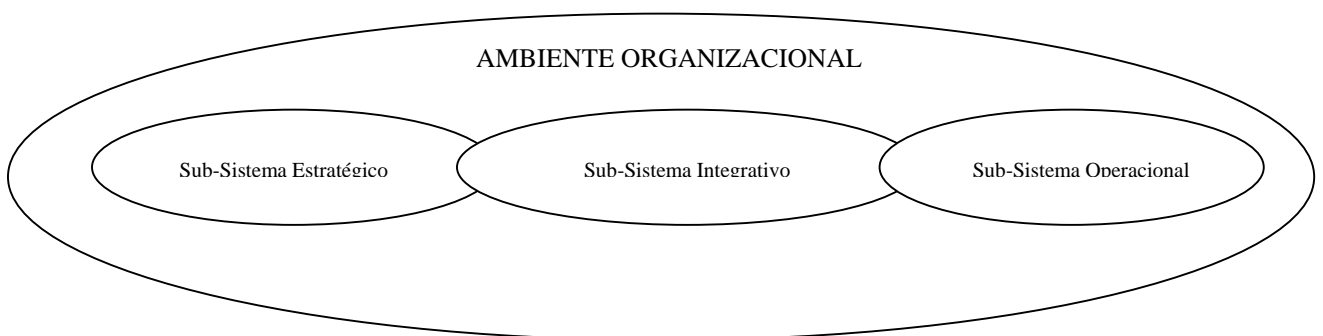 AMBIENTE ORGANIZACIONAL
Sub-Sistema Estratégico
Sub-Sistema Integrativo
Sub-Sistema Operacional